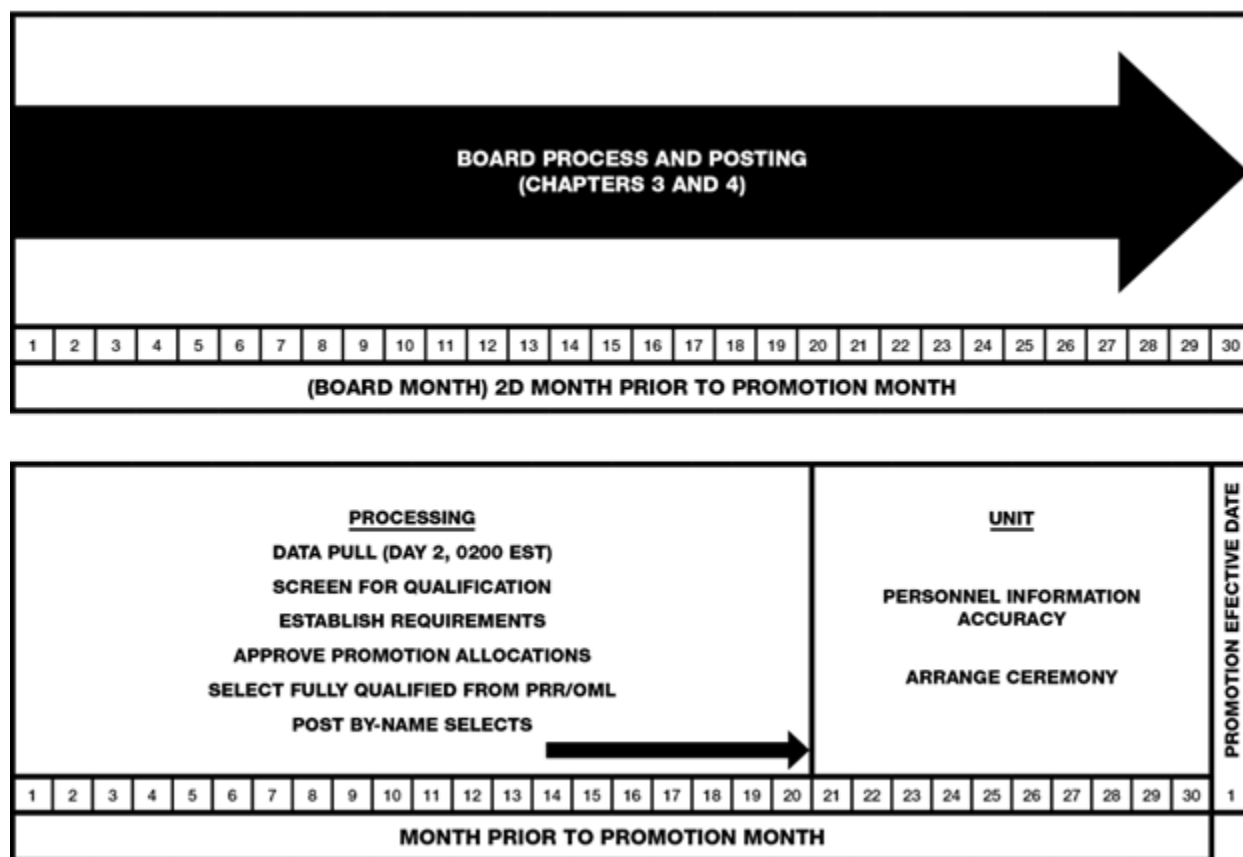 BOARD PROCESS AND POSTING
(CHAPTERS 3 AND 4)
1 2 3 4 5 6 7 8 9 10 11 12 13 14 15 16 17 18 19 20 21 22 23 24 25 26 27 28 29 30
(BOARD MONTH) 2D MONTH PRIOR TO PROMOTION MONTH
PROCESSING
DATA PULL (DAY 2, 0200 EST)
SCREEN FOR QUALIFICATION
ESTABLISH REQUIREMENTS
APPROVE PROMOTION ALLOCATIONS
SELECT FULLY QUALIFIED FROM PRR/OML
POST BY-NAME SELECTS
UNIT
PERSONNEL INFORMATION
ACCURACY
ARRANGE CEREMONY
PROMOTION EFECTIVE DATE
1 2 3 4 5 6 7 8 9 10 11 12 13 14 15 16 17 18 19 20 21 22 23 24 25 26 27 28 29 30 1
MONTH PRIOR TO PROMOTION MONTH